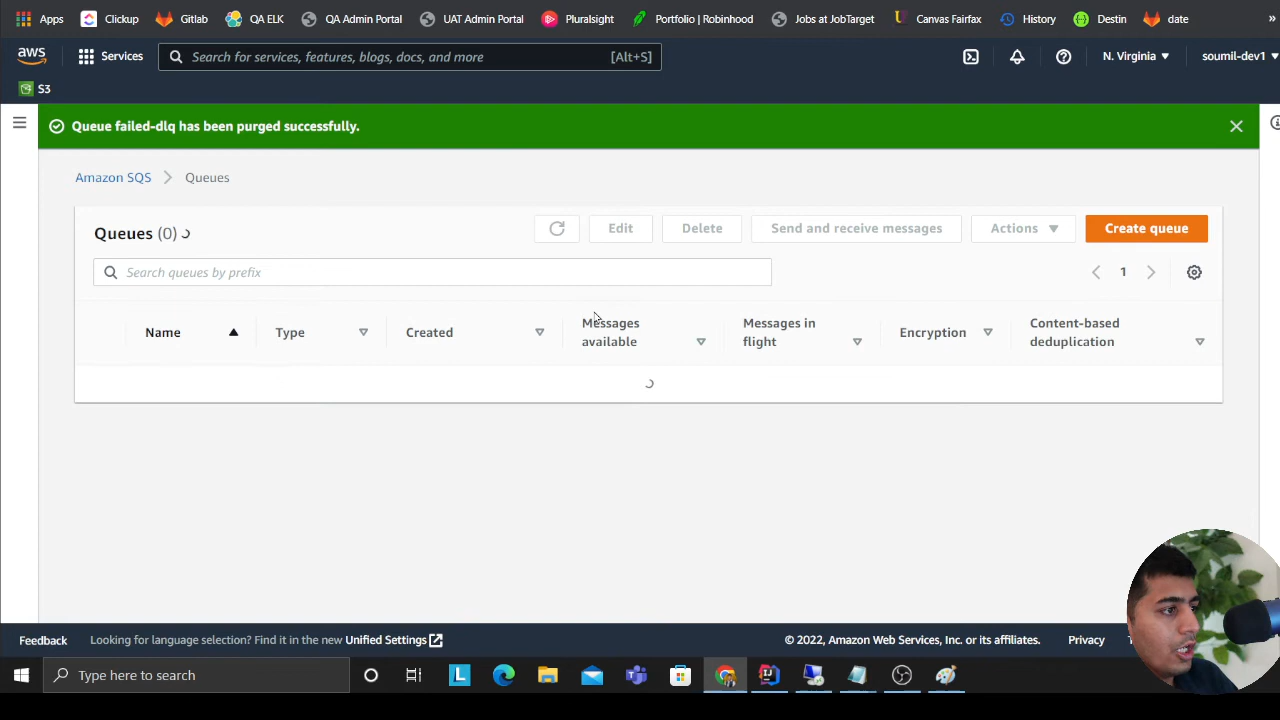 Apps Clickup Gitlab QA ELK QA Admin Portal UAT Admin Portal Pluralsight Portfolio | Robinhood Jobs at JobTarget Canvas Fairfax History Destin date »
aws Services Search for services, features, blogs, docs, and more [Alt+S] N. Virginia soumil-dev1
S3
Queue failed-dlq has been purged successfully.
Amazon SQS Queues
Queues (0) Edit Delete Send and receive messages Actions Create queue
Search queues by prefix 1
Name Type Created Messages available Messages in flight Encryption Content-based deduplication
Feedback Looking for language selection? Find it in the new Unified Settings © 2022, Amazon Web Services, Inc. or its affiliates. Privacy
Type here to search